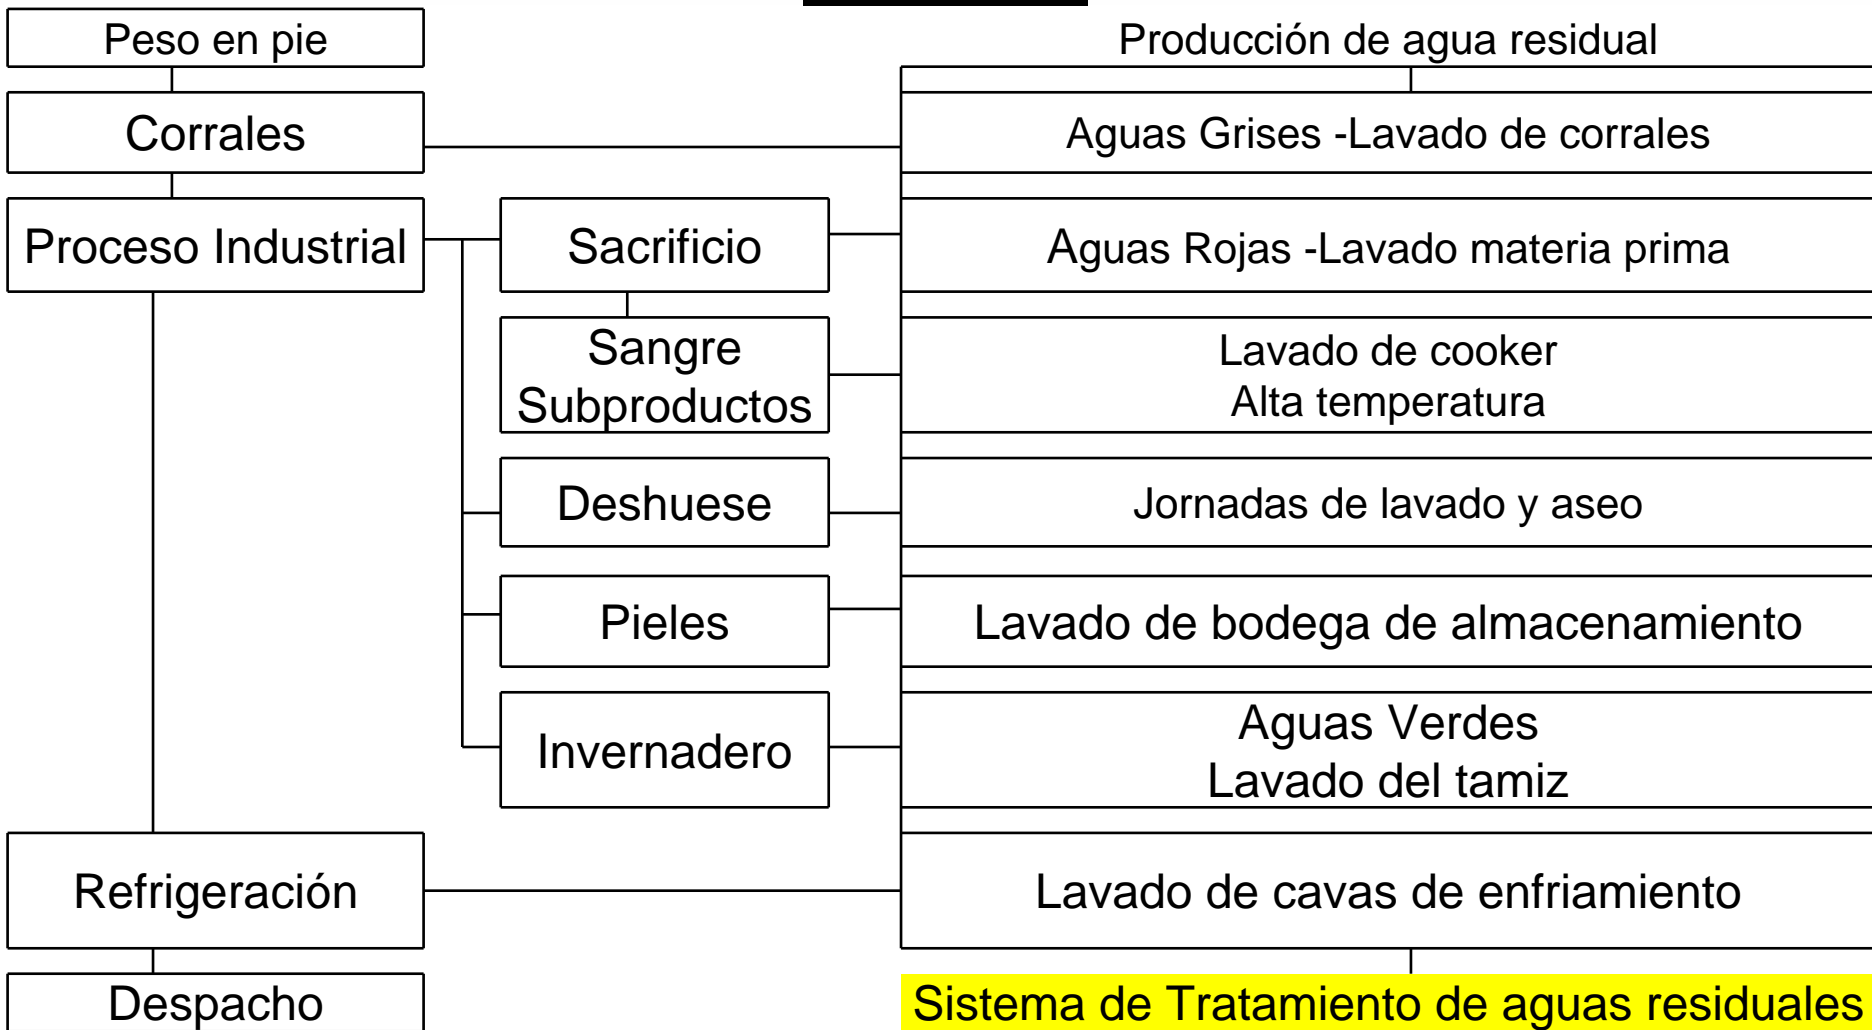 Peso en pie
Producción de agua residual
Corrales
Aguas Grises -Lavado de corrales
Proceso Industrial
Sacrificio
Aguas Rojas -Lavado materia prima
Sangre
Subproductos
Lavado de cooker
Alta temperatura
Deshuese
Jornadas de lavado y aseo
Pieles
Lavado de bodega de almacenamiento
Invernadero
Aguas Verdes
Lavado del tamiz
Refrigeración
Lavado de cavas de enfriamiento
Despacho
Sistema de Tratamiento de aguas residuales